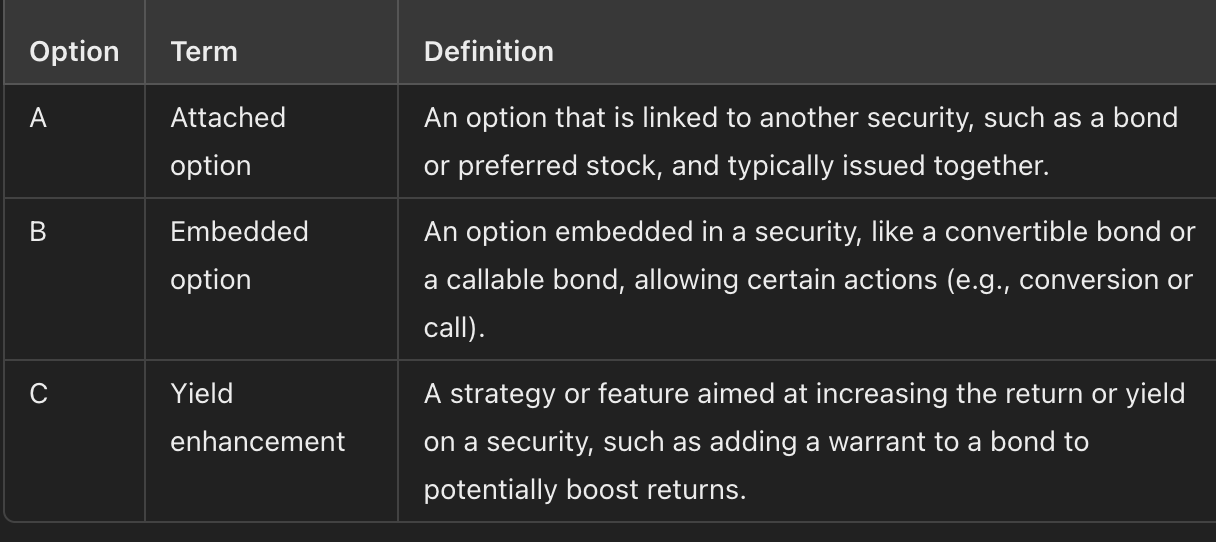 Option Term Definition
A Attached option An option that is linked to another security, such as a bond
or preferred stock, and typically issued together.
B Embedded option An option embedded in a security, like a convertible bond or
a callable bond, allowing certain actions (e.g., conversion or
call).
C Yield enhancement A strategy or feature aimed at increasing the return or yield
on a security, such as adding a warrant to a bond to
potentially boost returns.